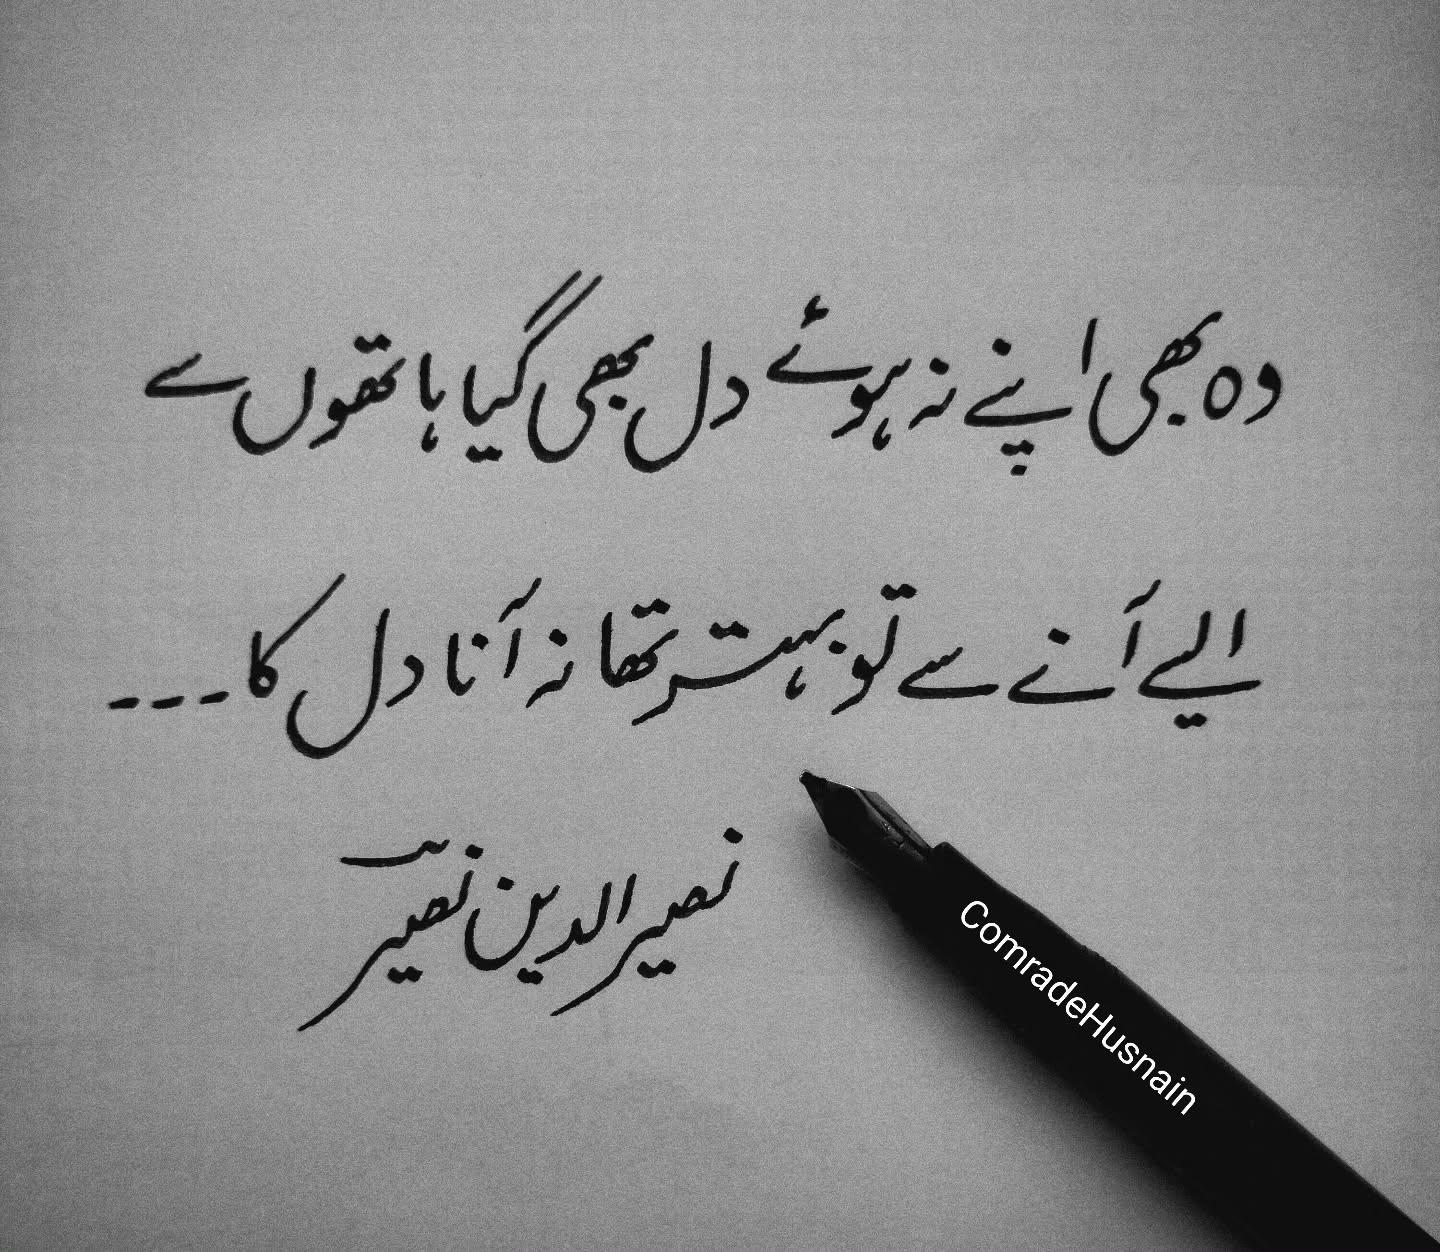 وہ بھی اپنے نہ ہوئے دل بھی گیا ہاتھوں سے
ایسے آنے سے تو بہتر تھا نہ آنا دل کا۔۔۔
نصیر الدین نصیرؔ
ComradeHusnain